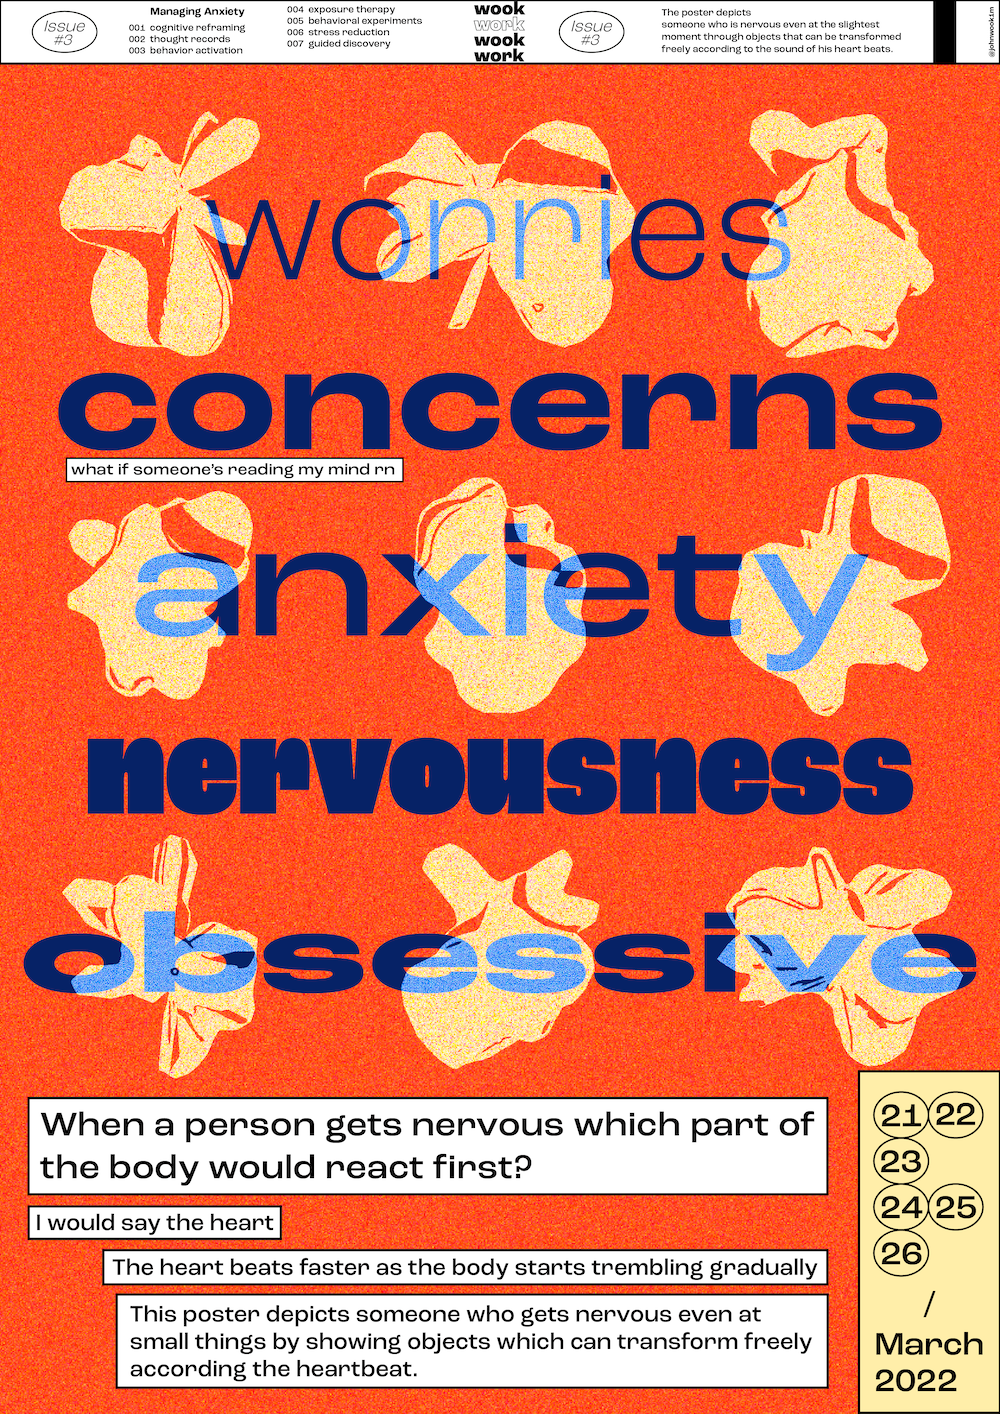 Issue
#3
Managing Anxiety
001 cognitive reframing
002 thought records
003 behavior activation
004 exposure therapy
005 behavioral experiments
006 stress reduction
007 guided discovery
wook
work
wook
work
Issue
#3
The poster depicts
someone who is nervous even at the slightest
moment through objects that can be transformed
freely according to the sound of his heart beats.
@johnwook.i.m
worries
concerns
what if someone's reading my mind rn
anxiety
nervousness
obsessive
When a person gets nervous which part of
the body would react first?
I would say the heart
The heart beats faster as the body starts trembling gradually
This poster depicts someone who gets nervous even at
small things by showing objects which can transform freely
according the heartbeat.
21 22
23
24 25
26
/
March
2022